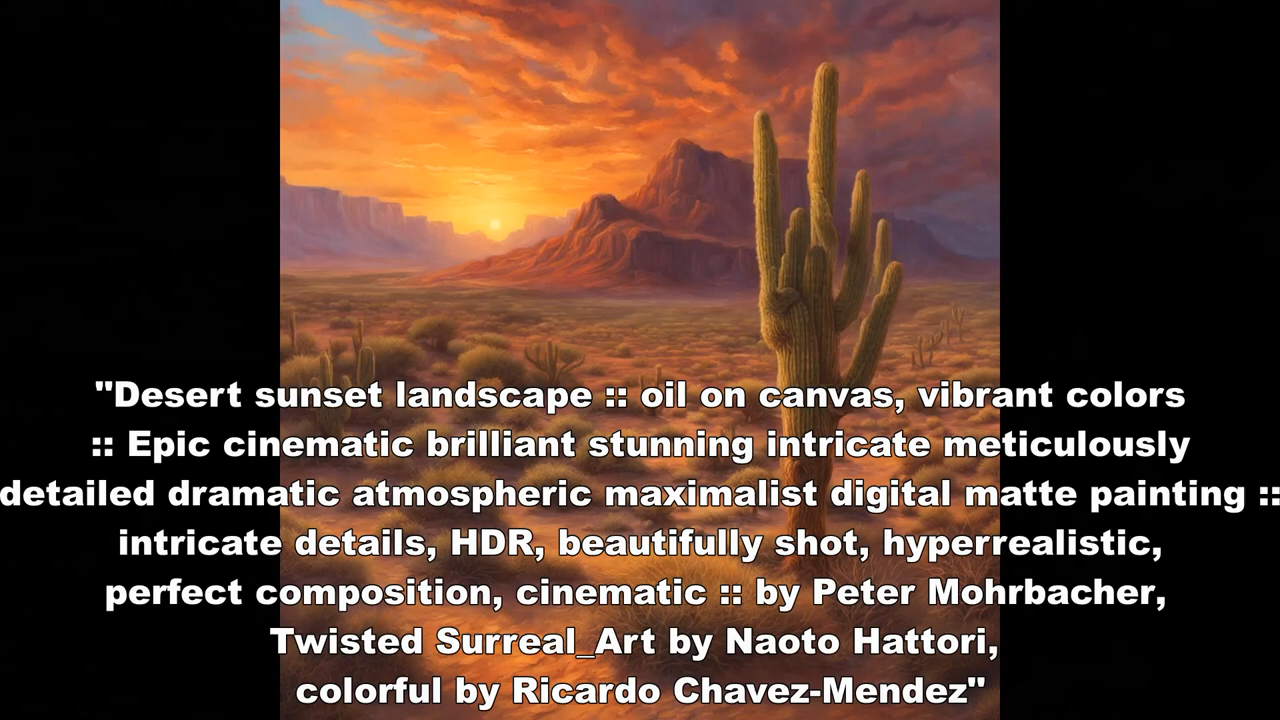 "Desert sunset landscape :: oil on canvas, vibrant colors
:: Epic cinematic brilliant stunning intricate meticulously
detailed dramatic atmospheric maximalist digital matte painting ::
intricate details, HDR, beautifully shot, hyperrealistic,
perfect composition, cinematic :: by Peter Mohrbacher,
Twisted Surreal_Art by Naoto Hattori,
colorful by Ricardo Chavez-Mendez"